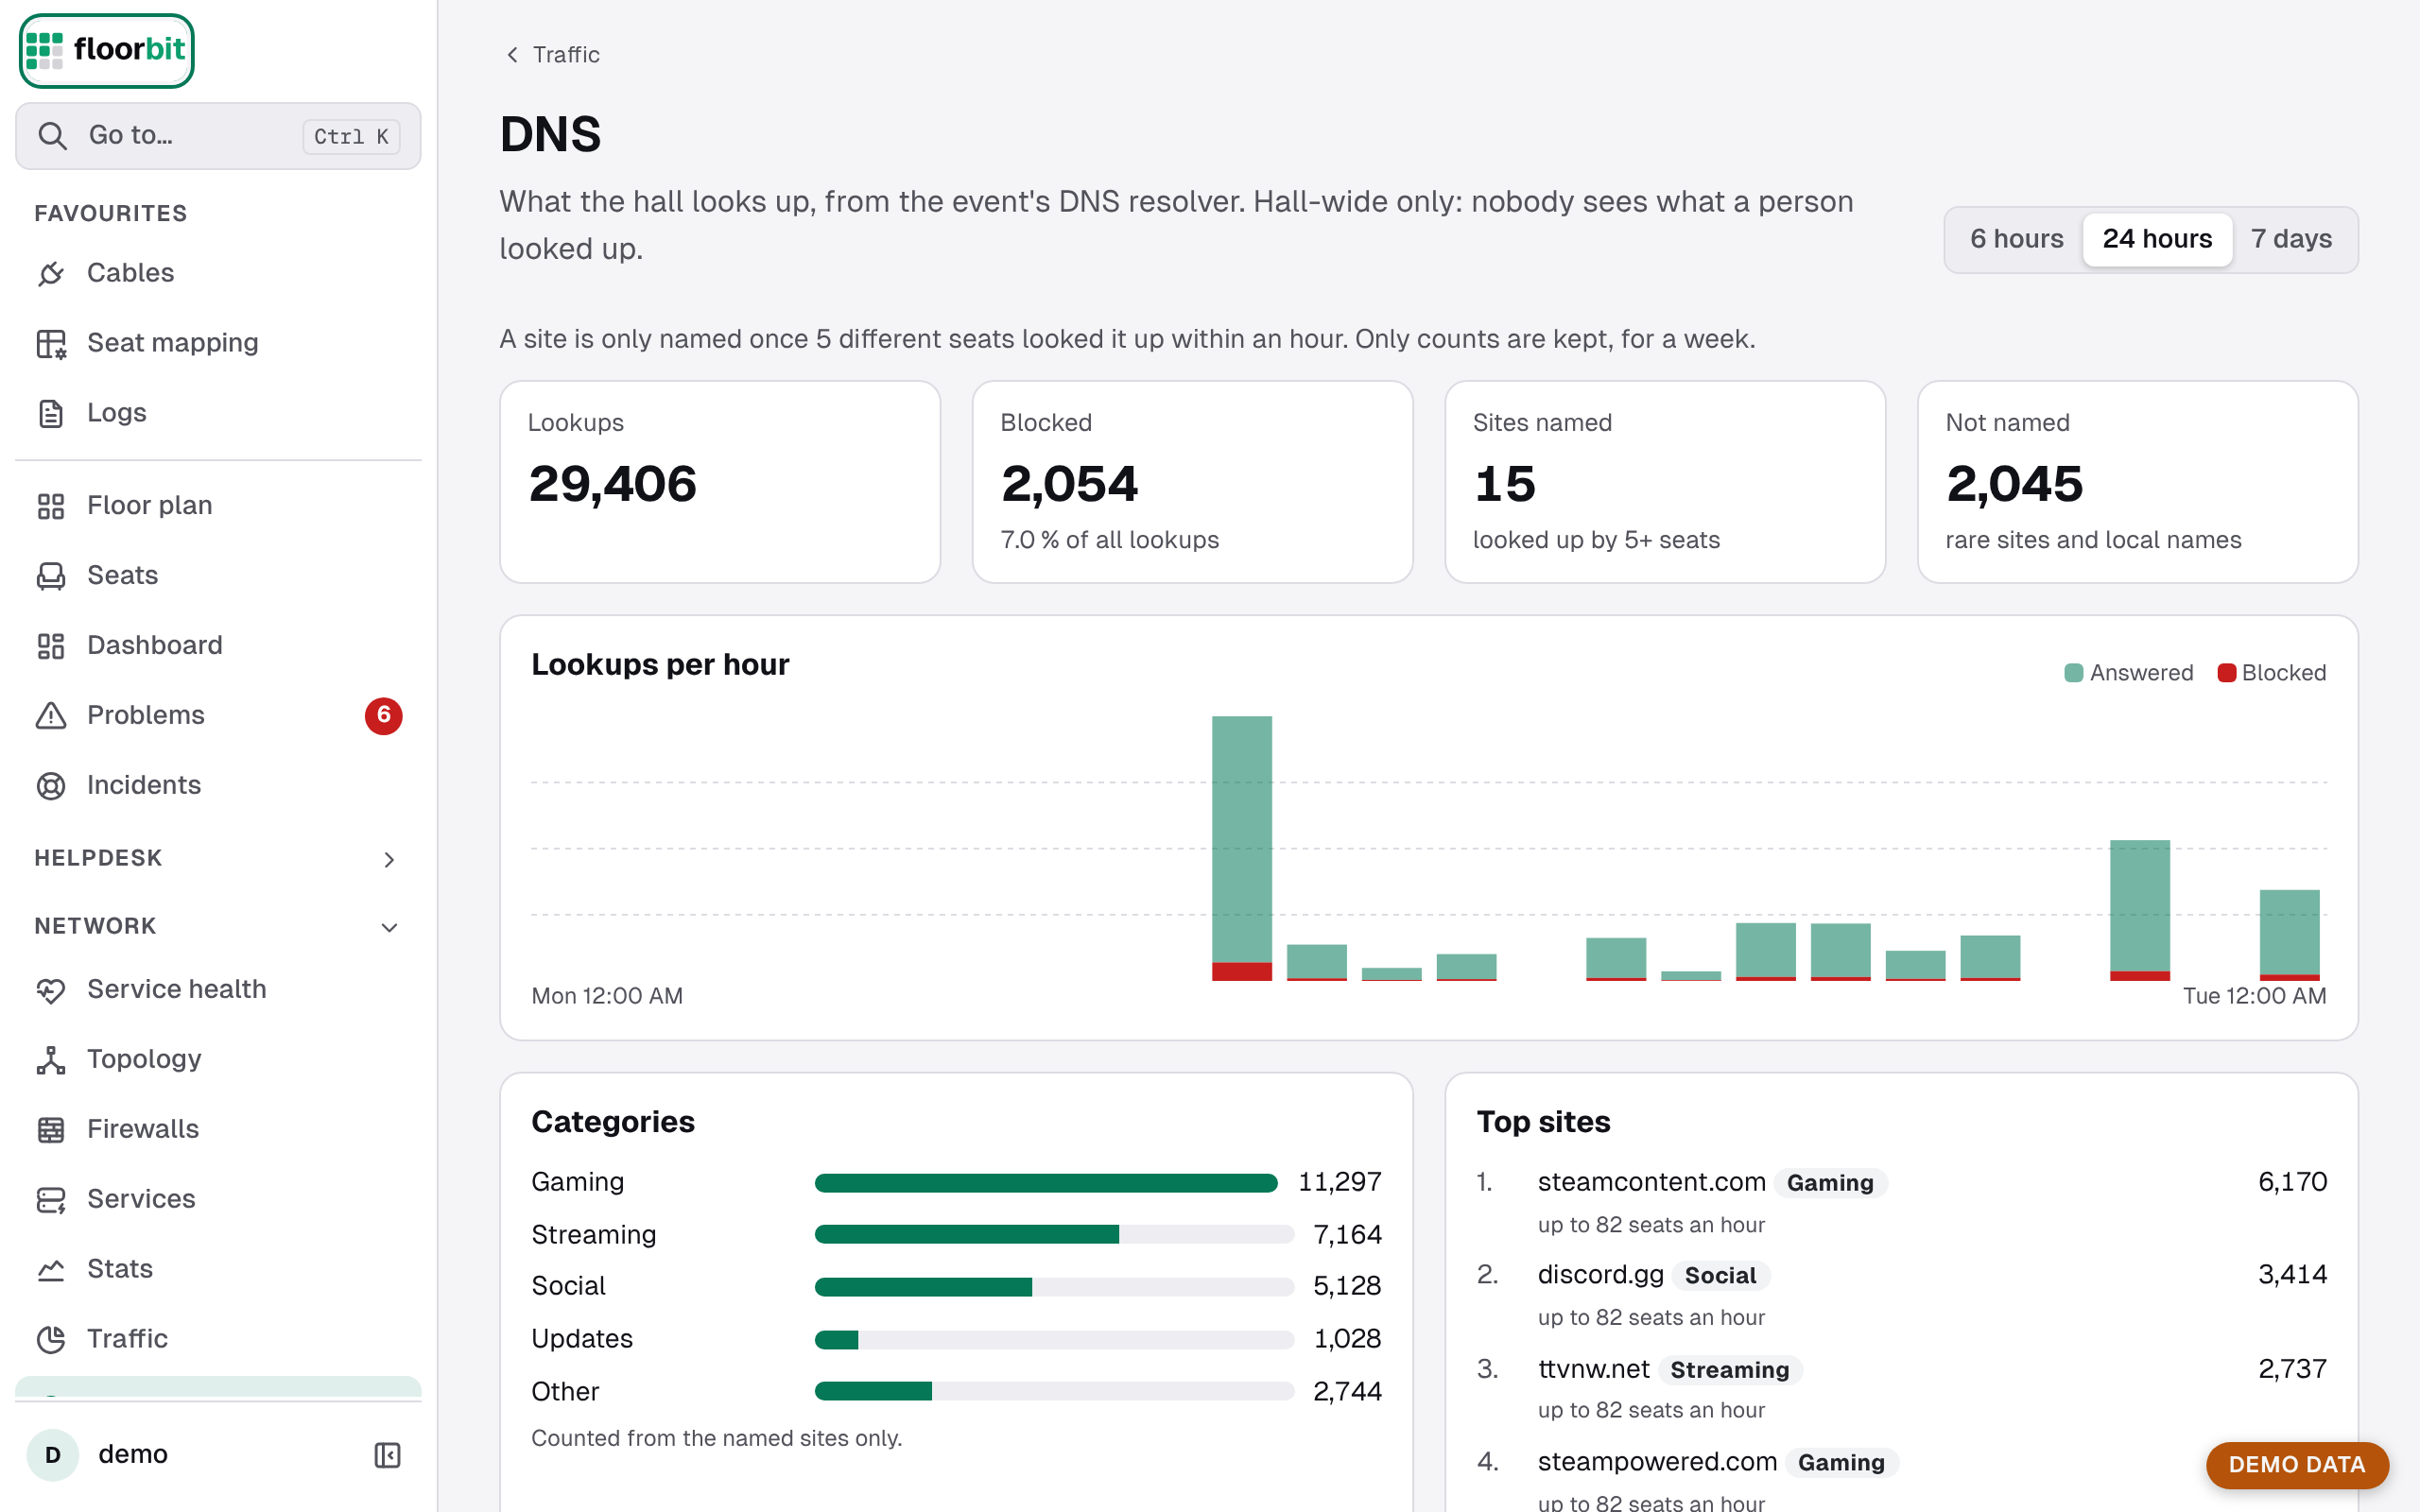 floorbit
Go to...
Ctrl K
FAVOURITES
Cables
Seat mapping
Logs
Floor plan
Seats
Dashboard
Problems
6
Incidents
HELPDESK
NETWORK
Service health
Topology
Firewalls
Services
Stats
Traffic
D
demo
Traffic
DNS
What the hall looks up, from the event's DNS resolver. Hall-wide only: nobody sees what a person
looked up.
6 hours
24 hours
7 days
A site is only named once 5 different seats looked it up within an hour. Only counts are kept, for a week.
Lookups
29,406
Blocked
2,054
7.0 % of all lookups
Sites named
15
looked up by 5+ seats
Not named
2,045
rare sites and local names
Lookups per hour
Answered
Blocked
Mon 12:00 AM
Tue 12:00 AM
Categories
Gaming 11,297
Streaming 7,164
Social 5,128
Updates 1,028
Other 2,744
Counted from the named sites only.
Top sites
1. steamcontent.com Gaming 6,170
up to 82 seats an hour
2. discord.gg Social 3,414
up to 82 seats an hour
3. ttvnw.net Streaming 2,737
up to 82 seats an hour
4. steampowered.com Gaming
up to 82 seats an hour
DEMO DATA